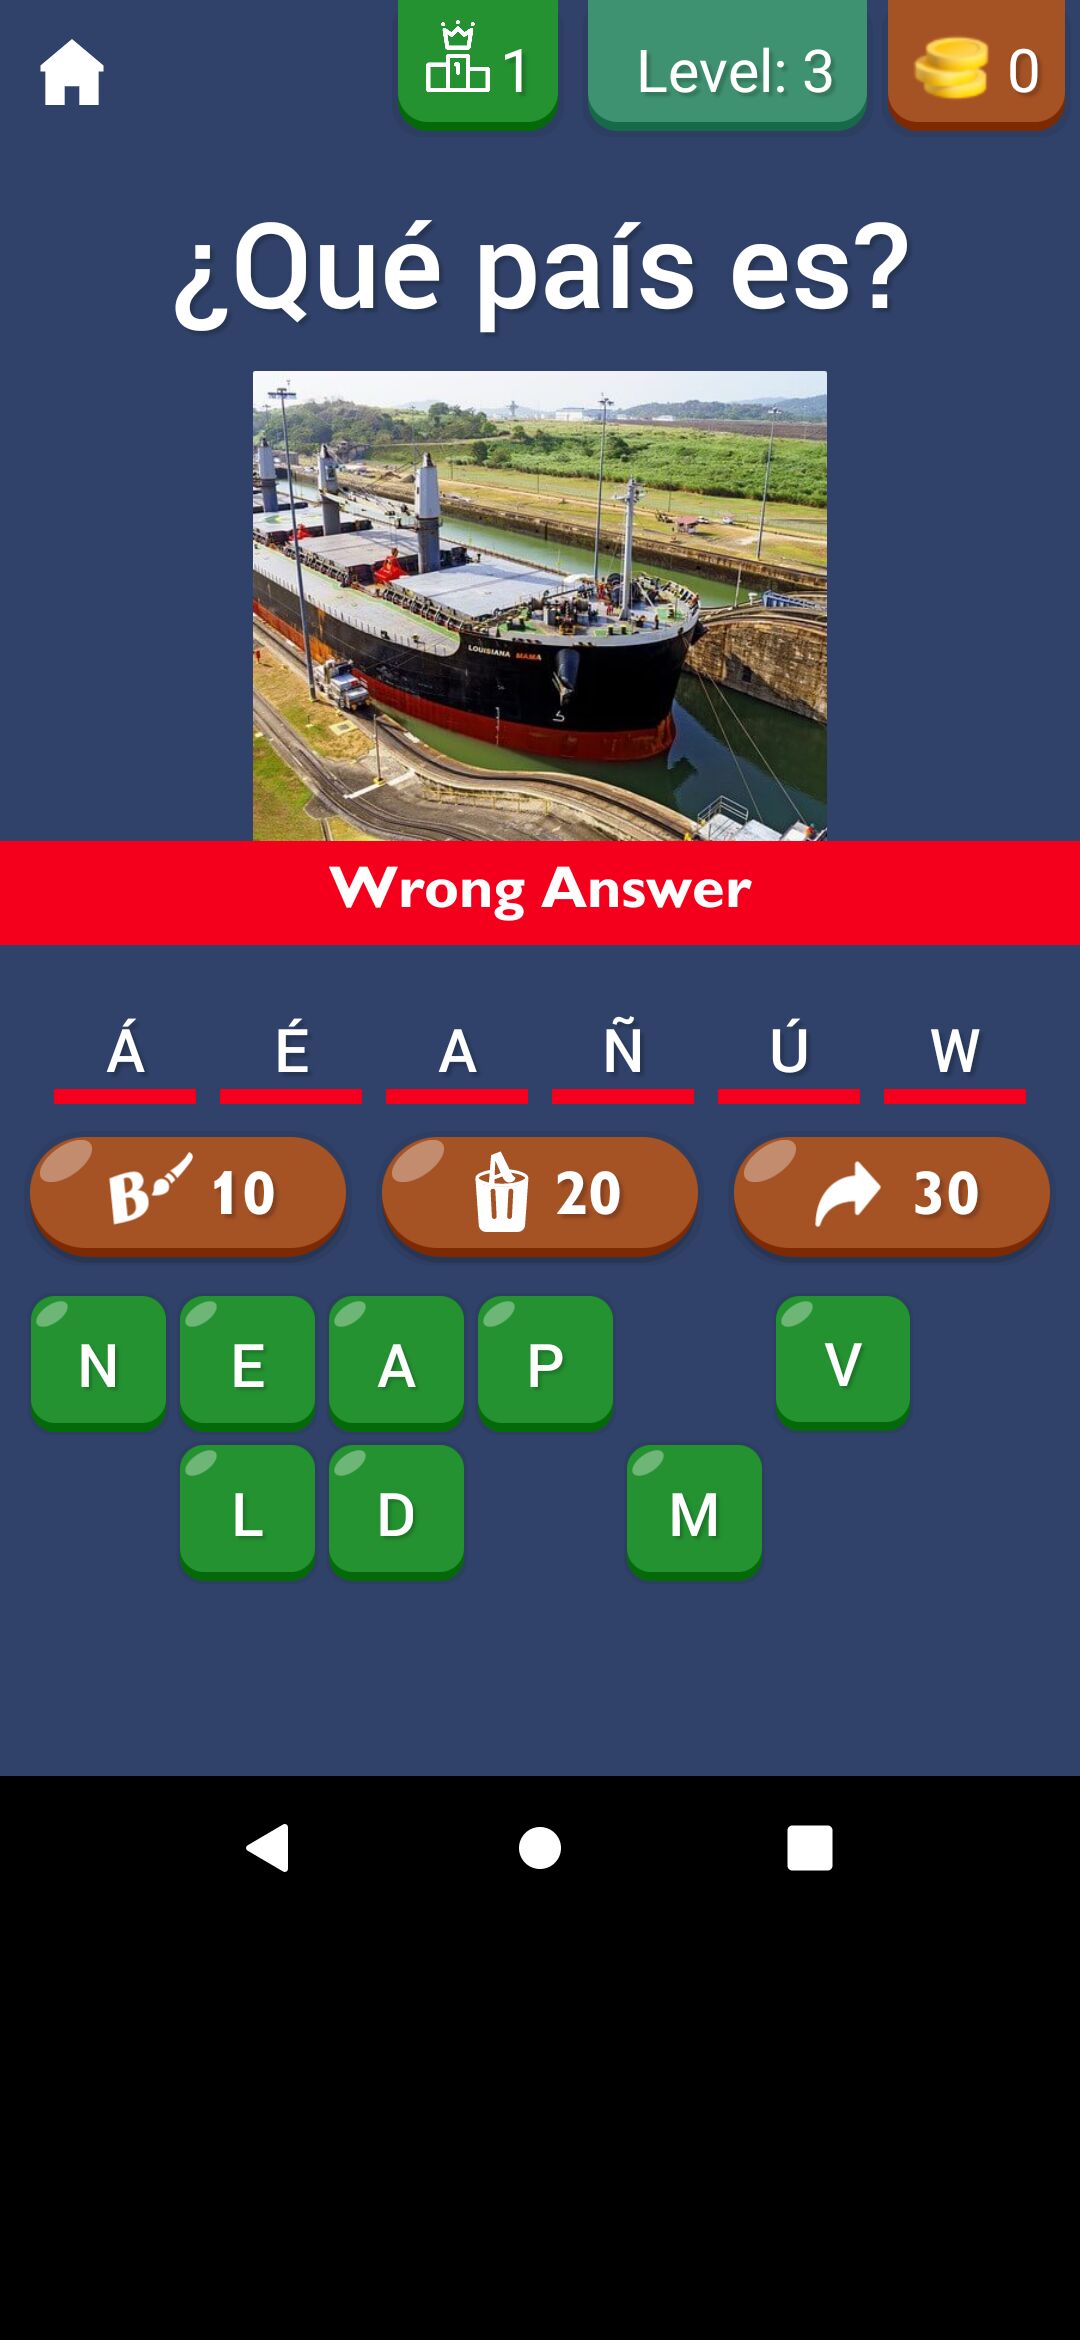 1
Level: 3
0
¿Qué país es?
LOUISIANA MAMA
Wrong Answer
Á É A Ñ Ú W
B 10 20 30
N E A P V
L D M